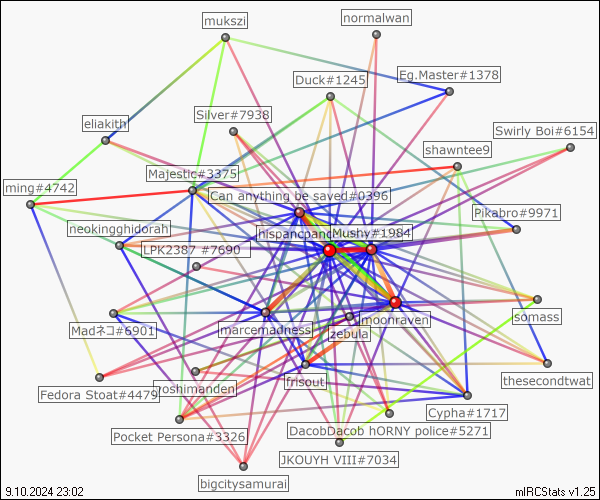 mukszi
normalwan
Duck#1245
Eg.Master#1378
Silver#7938
eliakith
Swirly Boi#6154
shawntee9
Majestic#3375
ming#4742
Can anything be saved#0396
Pikabro#9971
neokingghidorah
hispancpanc
Mushy#1984
LPK2387 #7690
somass
Madネコ#6901
marcemadness
moonraven
zebula
thesecondtwat
frisout
Fedora Stoat#4479
yoshimanden
Cypha#1717
DacobDacob hORNY police#5271
Pocket Persona#3326
JKOUYH VIII#7034
bigcitysamurai
9.10.2024 23:02
mIRCStats v1.25